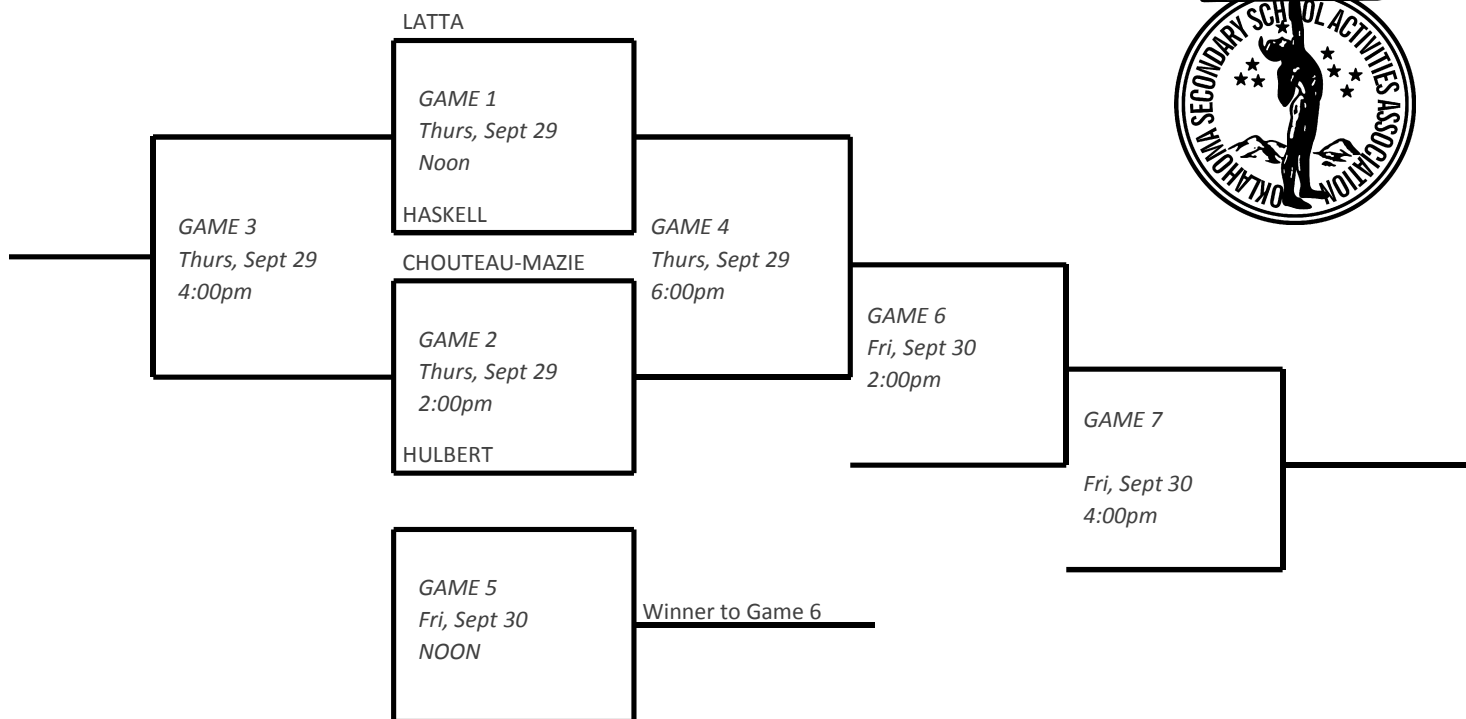 LATTA
GAME 1
Thurs, Sept 29
Noon
HASKELL
GAME 3
Thurs, Sept 29
4:00pm
GAME 4
Thurs, Sept 29
6:00pm
CHOUTEAU-MAZIE
GAME 2
Thurs, Sept 29
2:00pm
HULBERT
GAME 6
Fri, Sept 30
2:00pm
GAME 7
Fri, Sept 30
4:00pm
GAME 5
Fri, Sept 30
NOON
Winner to Game 6
OKLAHOMA SECONDARY SCHOOL ACTIVITIES ASSOCIATION